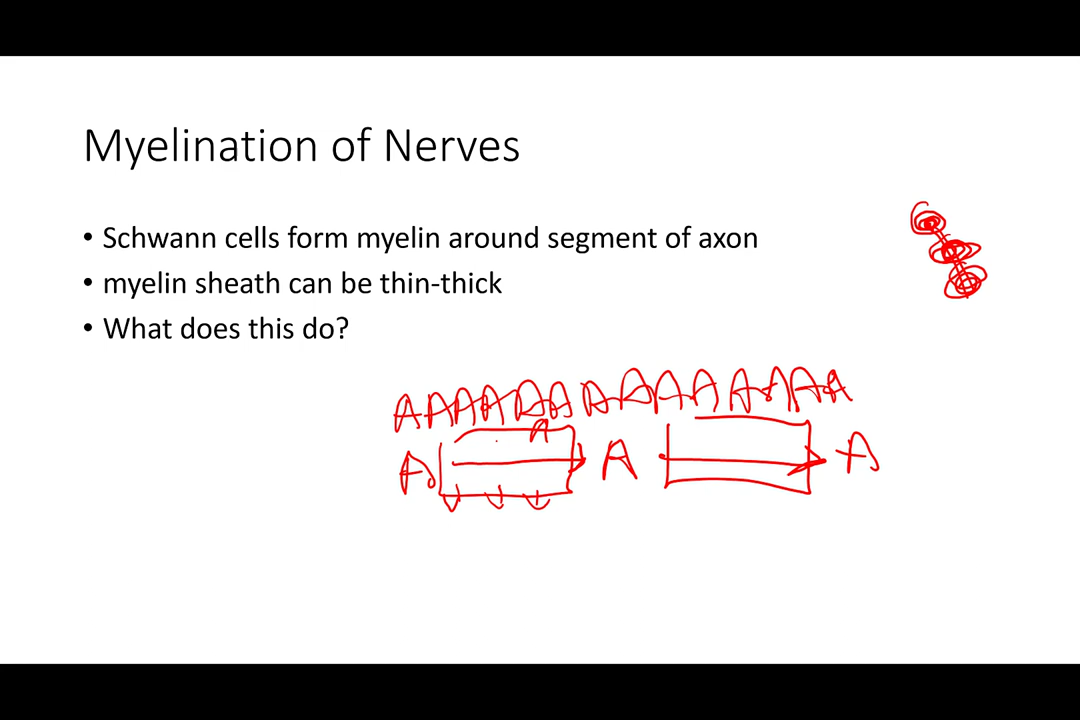 Myelination of Nerves
• Schwann cells form myelin around segment of axon
• myelin sheath can be thin-thick
• What does this do?
A A A A A A A A A A A A A A
A A A A